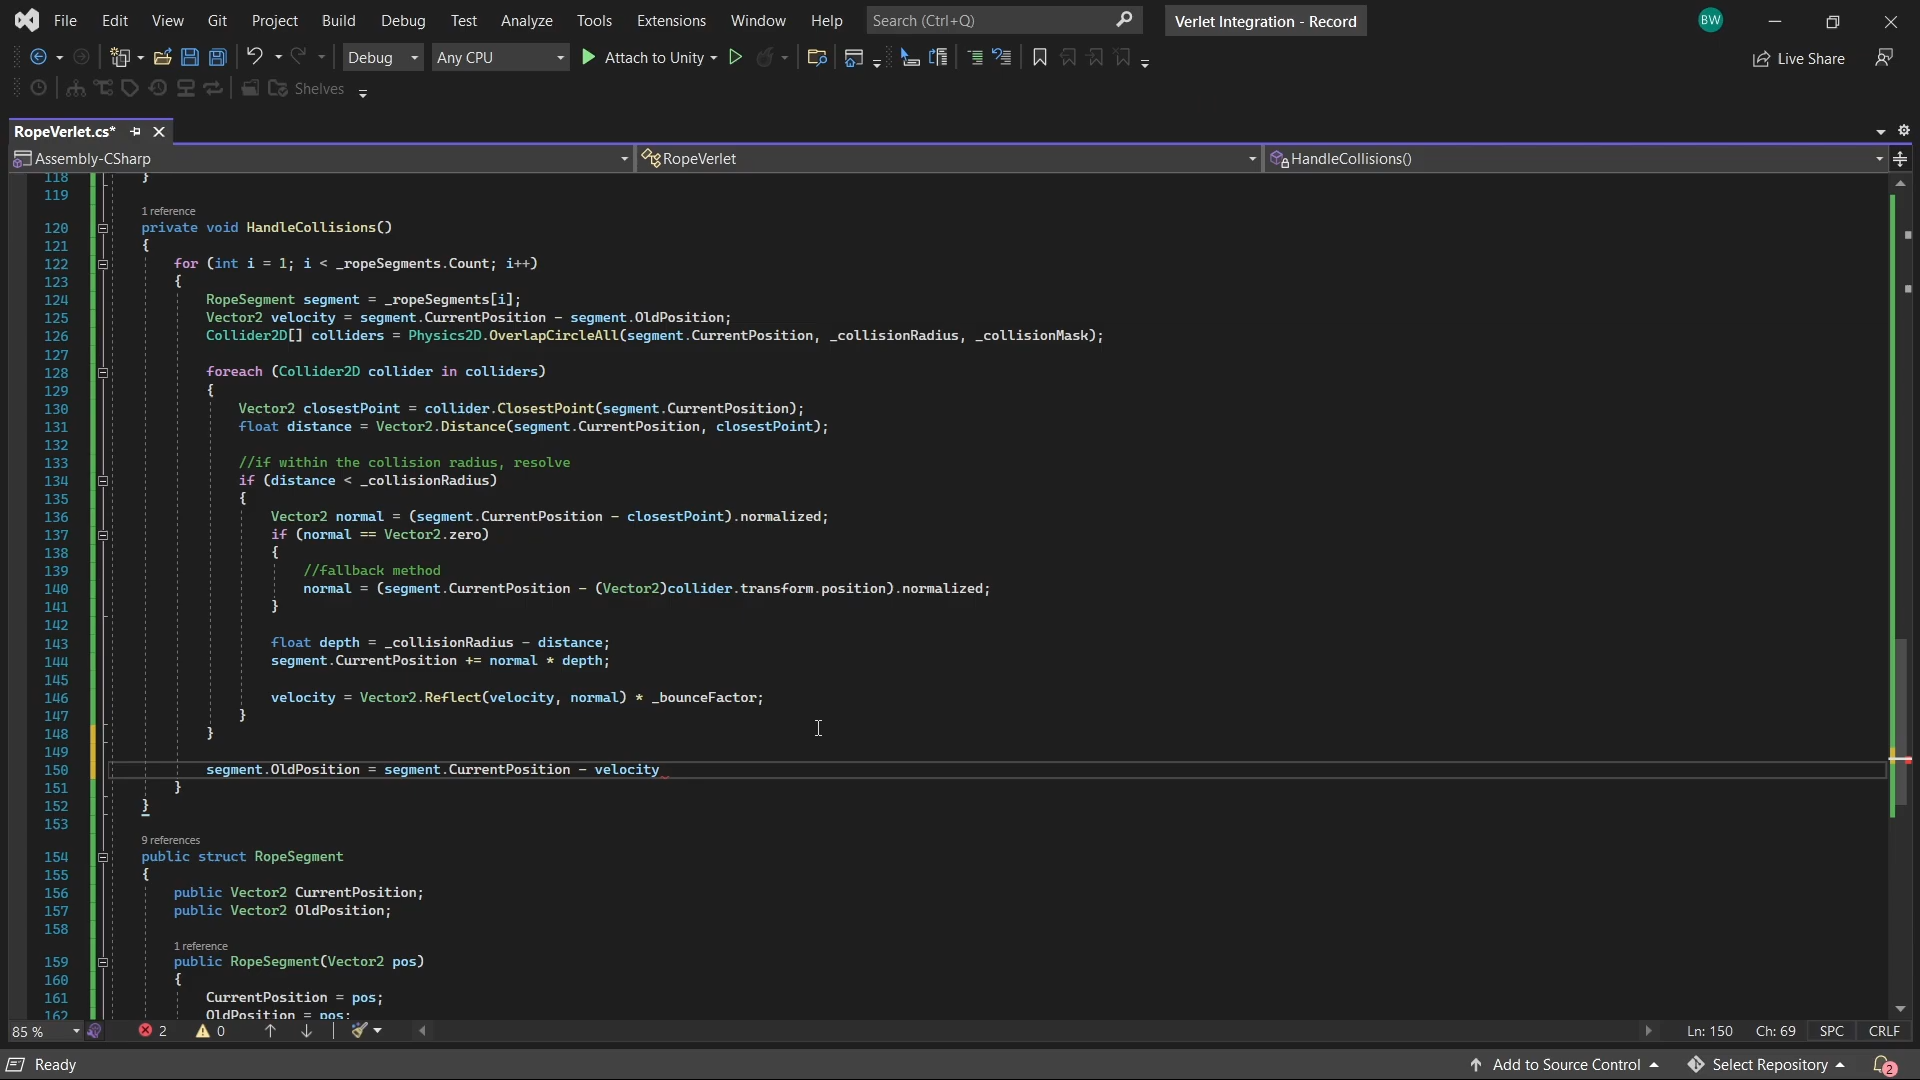 File Edit View Git Project Build Debug Test Analyze Tools Extensions Window Help Search (Ctrl+Q) Verlet Integration - Record BW
Debug Any CPU Attach to Unity Live Share
Shelves
RopeVerlet.cs*
Assembly-CSharp RopeVerlet HandleCollisions()
118 }
119
1 reference
120 private void HandleCollisions()
121 {
122 for (int i = 1; i < _ropeSegments.Count; i++)
123 {
124 RopeSegment segment = _ropeSegments[i];
125 Vector2 velocity = segment.CurrentPosition - segment.OldPosition;
126 Collider2D[] colliders = Physics2D.OverlapCircleAll(segment.CurrentPosition, _collisionRadius, _collisionMask);
127
128 foreach (Collider2D collider in colliders)
129 {
130 Vector2 closestPoint = collider.ClosestPoint(segment.CurrentPosition);
131 float distance = Vector2.Distance(segment.CurrentPosition, closestPoint);
132
133 //if within the collision radius, resolve
134 if (distance < _collisionRadius)
135 {
136 Vector2 normal = (segment.CurrentPosition - closestPoint).normalized;
137 if (normal == Vector2.zero)
138 {
139 //fallback method
140 normal = (segment.CurrentPosition - (Vector2)collider.transform.position).normalized;
141 }
142
143 float depth = _collisionRadius - distance;
144 segment.CurrentPosition += normal * depth;
145
146 velocity = Vector2.Reflect(velocity, normal) * _bounceFactor;
147 }
148 }
149
150 segment.OldPosition = segment.CurrentPosition - velocity
151 }
152 }
153
9 references
154 public struct RopeSegment
155 {
156 public Vector2 CurrentPosition;
157 public Vector2 OldPosition;
158
1 reference
159 public RopeSegment(Vector2 pos)
160 {
161 CurrentPosition = pos;
162 OldPosition = pos;
85 % 2 0 Ln: 150 Ch: 69 SPC CRLF
Ready Add to Source Control Select Repository 2